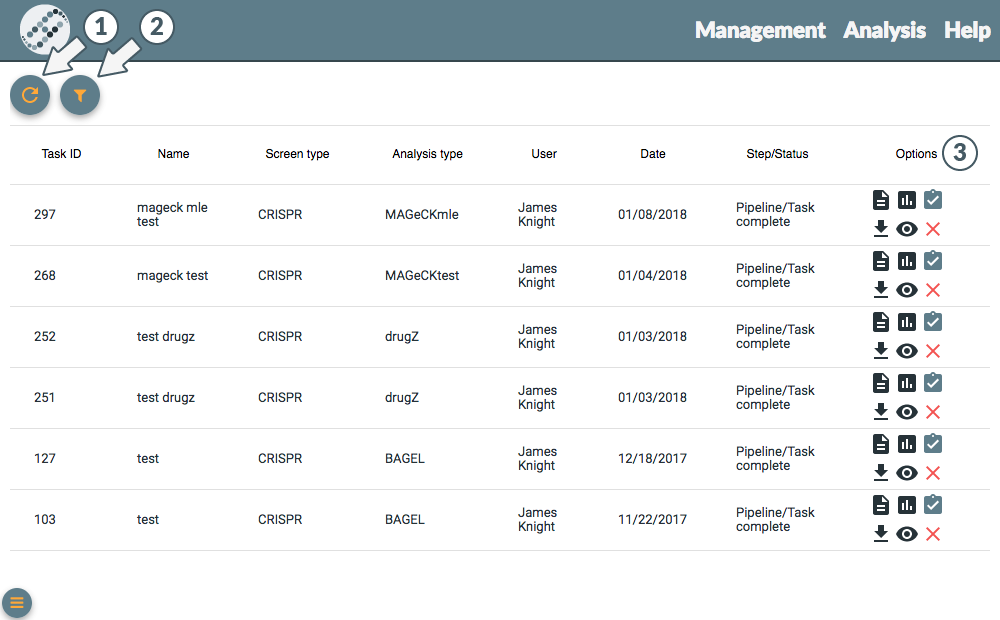 1 2 Management Analysis Help
Task ID Name Screen type Analysis type User Date Step/Status Options 3
297 mageck mle test CRISPR MAGeCKmle James Knight 01/08/2018 Pipeline/Task complete
268 mageck test CRISPR MAGeCKtest James Knight 01/04/2018 Pipeline/Task complete
252 test drugz CRISPR drugZ James Knight 01/03/2018 Pipeline/Task complete
251 test drugz CRISPR drugZ James Knight 01/03/2018 Pipeline/Task complete
127 test CRISPR BAGEL James Knight 12/18/2017 Pipeline/Task complete
103 test CRISPR BAGEL James Knight 11/22/2017 Pipeline/Task complete